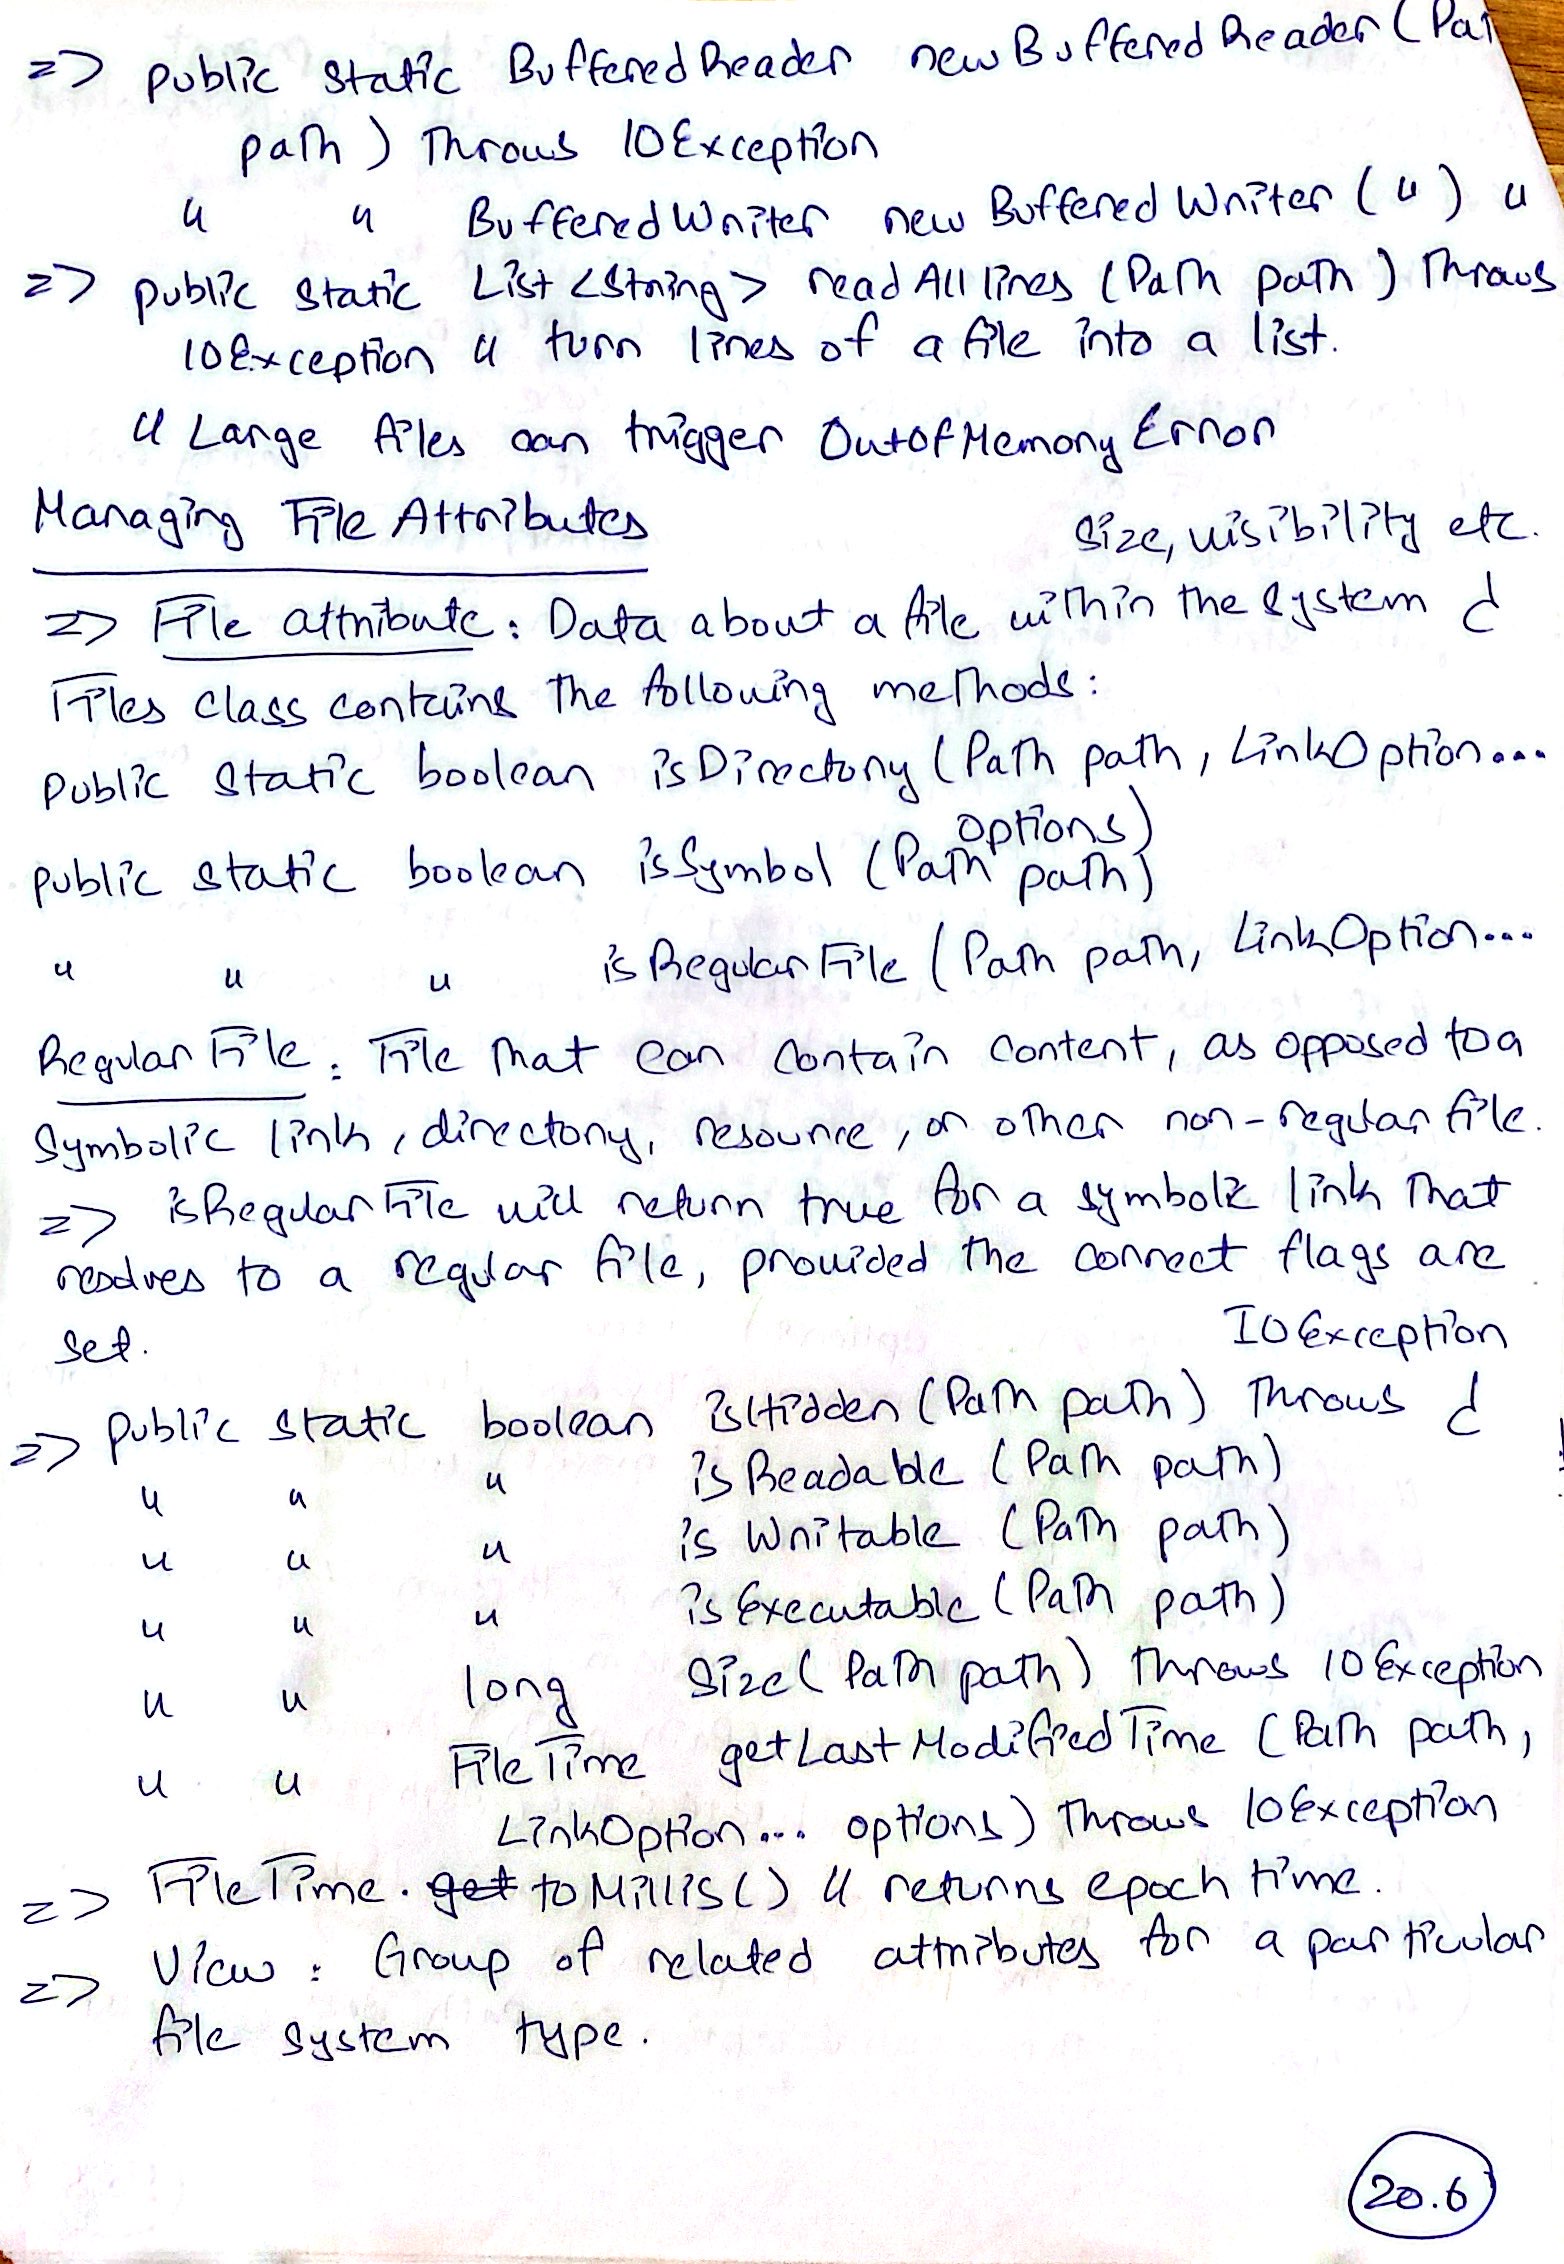 => public static BufferedReader newBufferedReader (Pat
path) throws IOException
" " BufferedWriter newBufferedWriter (") "
=> public static List <String> readAlllines (Path path) throws
IOException // turn lines of a file into a list.
// Large files can trigger OutofMemoryError
Managing File Attributes
size, visibility etc.
=> File attribute: Data about a file within the system
Files class contains the following methods:
public static boolean isDirectory (Path path, LinkOption...
options)
public static boolean isSymbol (Path path)
" " " isRegularFile (Path path, LinkOption...
Regular File: File that can contain content, as opposed to a
symbolic link, directory, resource, or other non-regular file.
=> isRegularFile will return true for a symbolic link that
resolves to a regular file, provided the correct flags are
set.
IOException
=> public static boolean isHidden (Path path) throws
" " " isReadable (Path path)
" " " isWritable (Path path)
" " " isExecutable (Path path)
" " long size (Path path) throws IOException
" " FileTime getLastModifiedTime (Path path,
LinkOption... options) throws IOException
=> FileTime. get toMillis() // returns epoch time.
=> View: Group of related attributes for a particular
file system type.
20.6